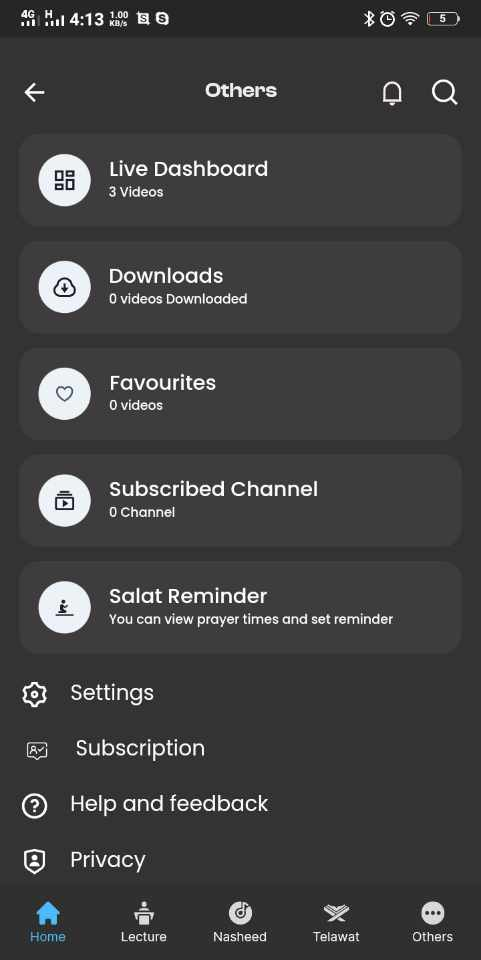 4G H 4:13 1.00 KB/s 5
Others
Live Dashboard
3 Videos
Downloads
0 videos Downloaded
Favourites
0 videos
Subscribed Channel
0 Channel
Salat Reminder
You can view prayer times and set reminder
Settings
Subscription
Help and feedback
Privacy
Home Lecture Nasheed Telawat Others